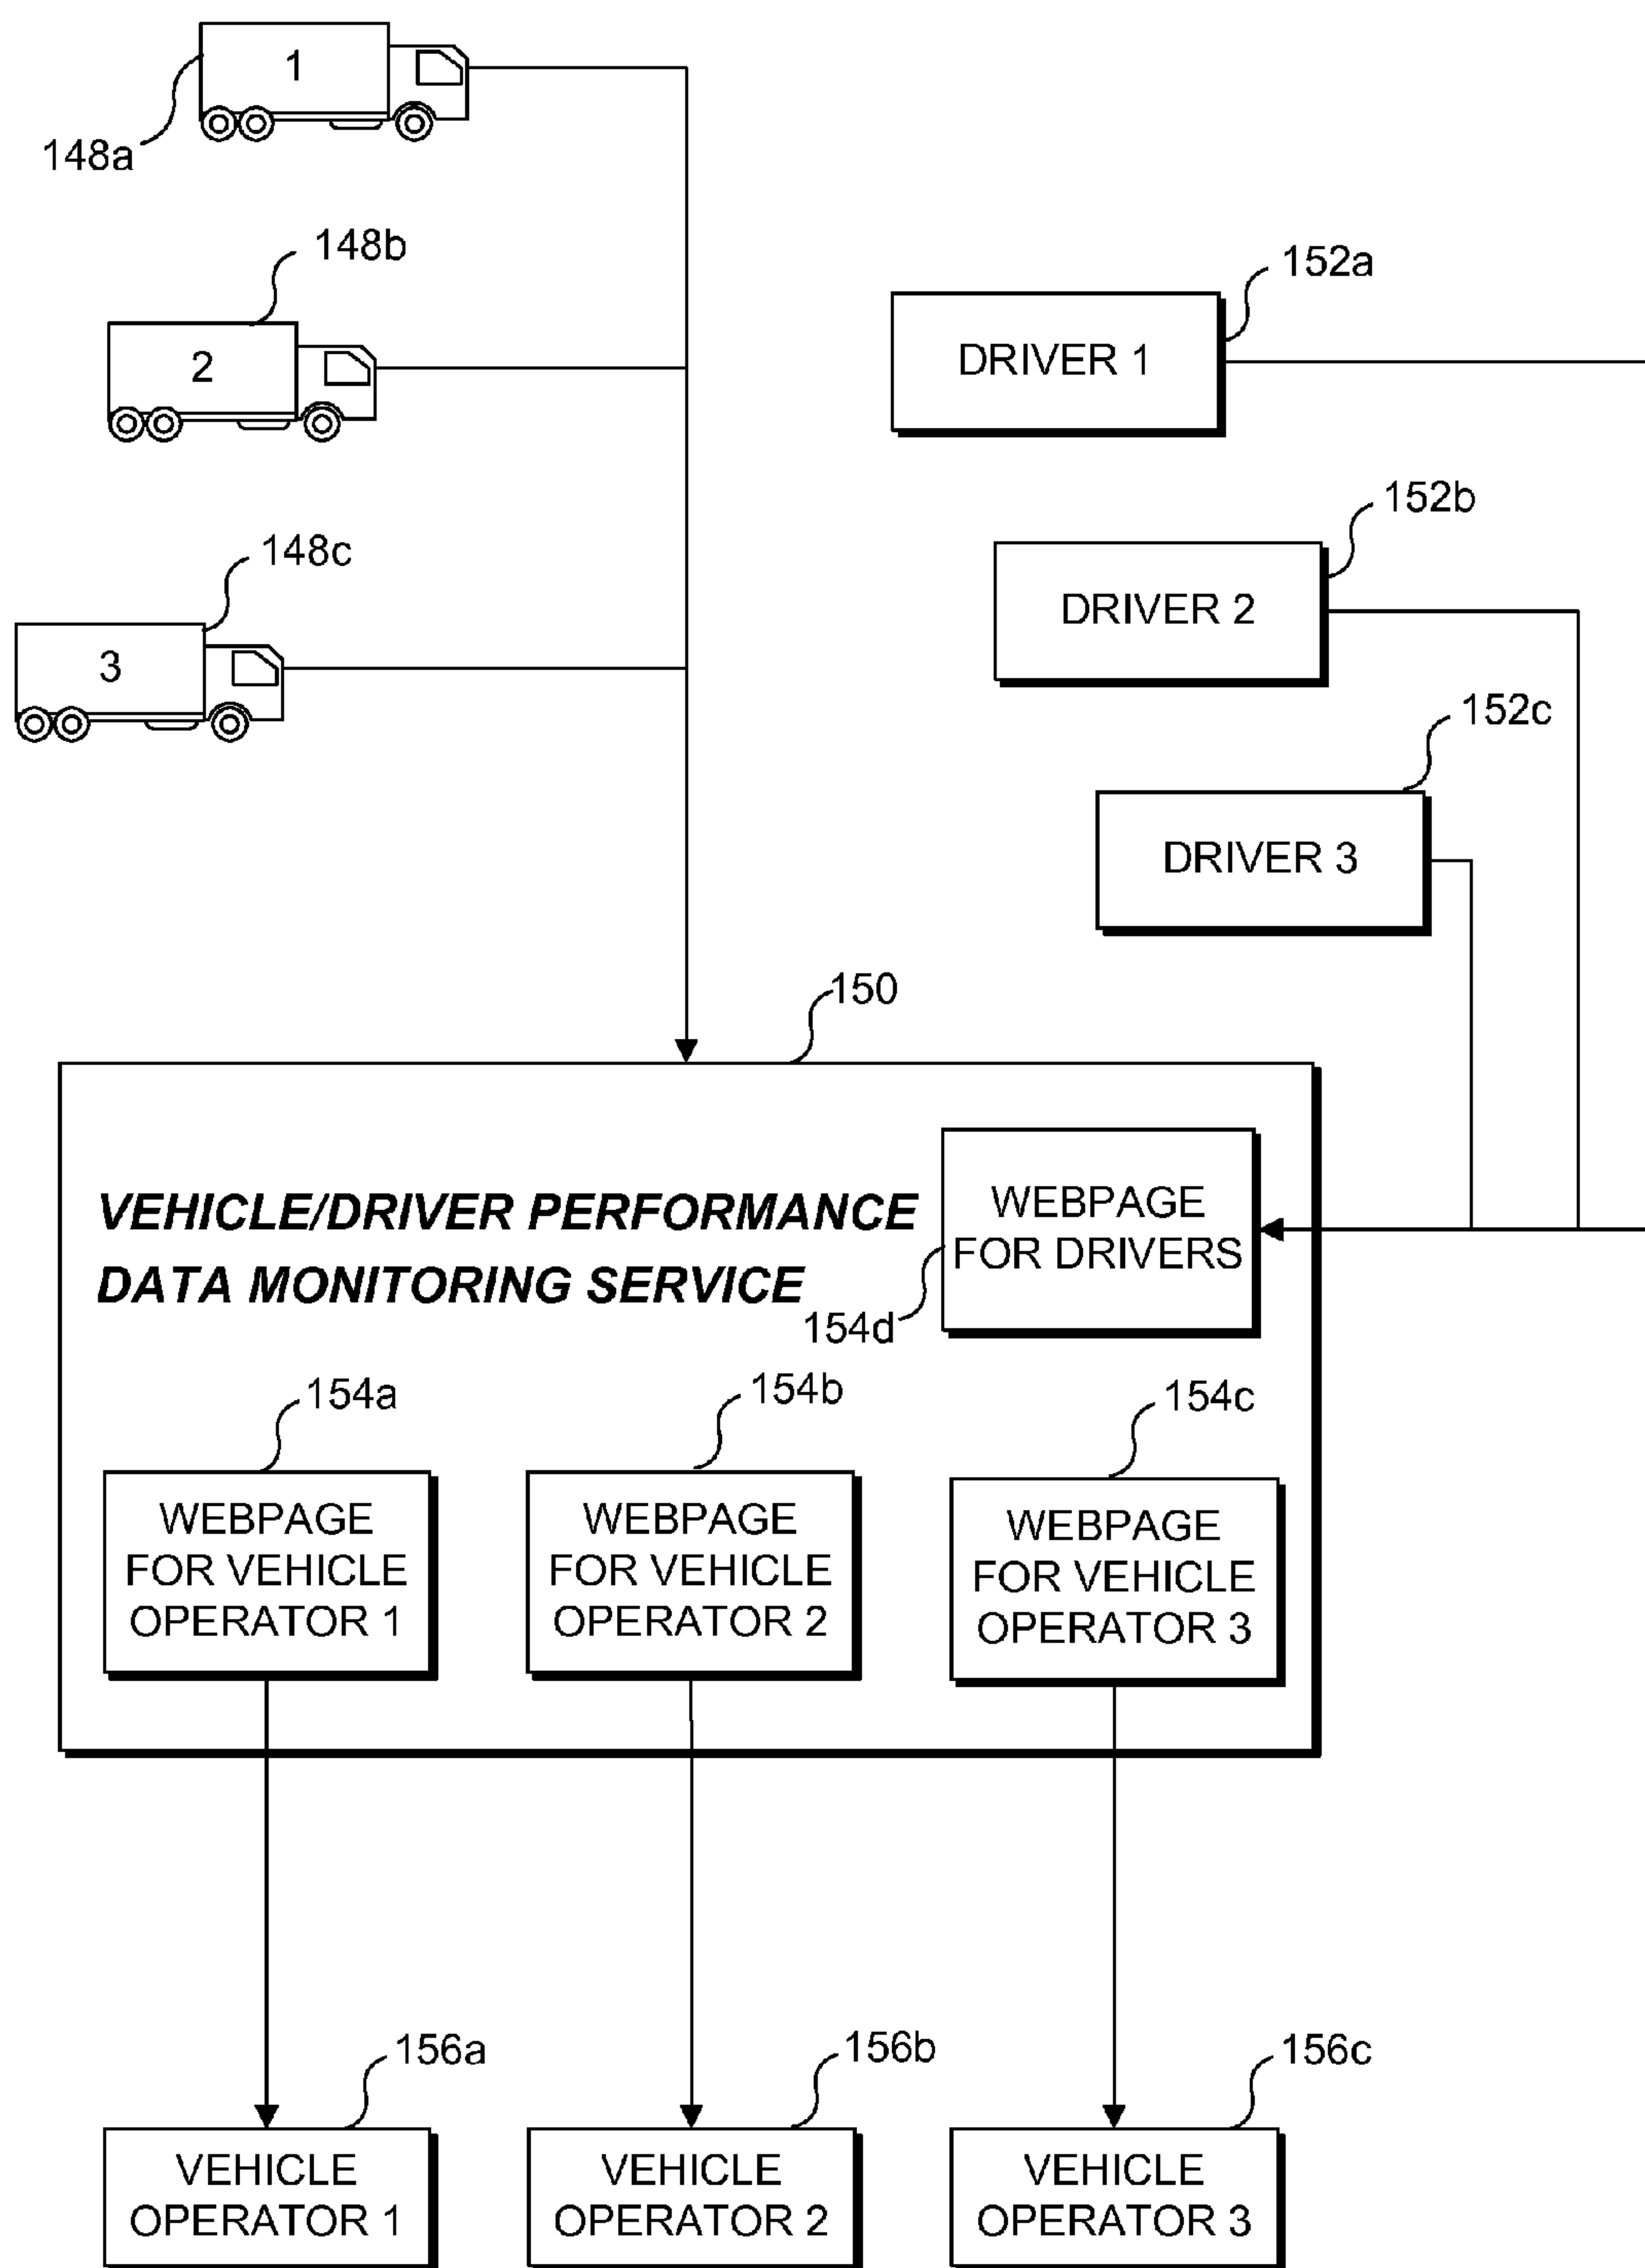 1
148a
148b
2
152a
DRIVER 1
152b
DRIVER 2
148c
3
152c
DRIVER 3
150
VEHICLE/DRIVER PERFORMANCE
DATA MONITORING SERVICE
WEBPAGE
FOR DRIVERS
154d
154a
154b
154c
WEBPAGE
FOR VEHICLE
OPERATOR 1
WEBPAGE
FOR VEHICLE
OPERATOR 2
WEBPAGE
FOR VEHICLE
OPERATOR 3
156a
156b
156c
VEHICLE
OPERATOR 1
VEHICLE
OPERATOR 2
VEHICLE
OPERATOR 3